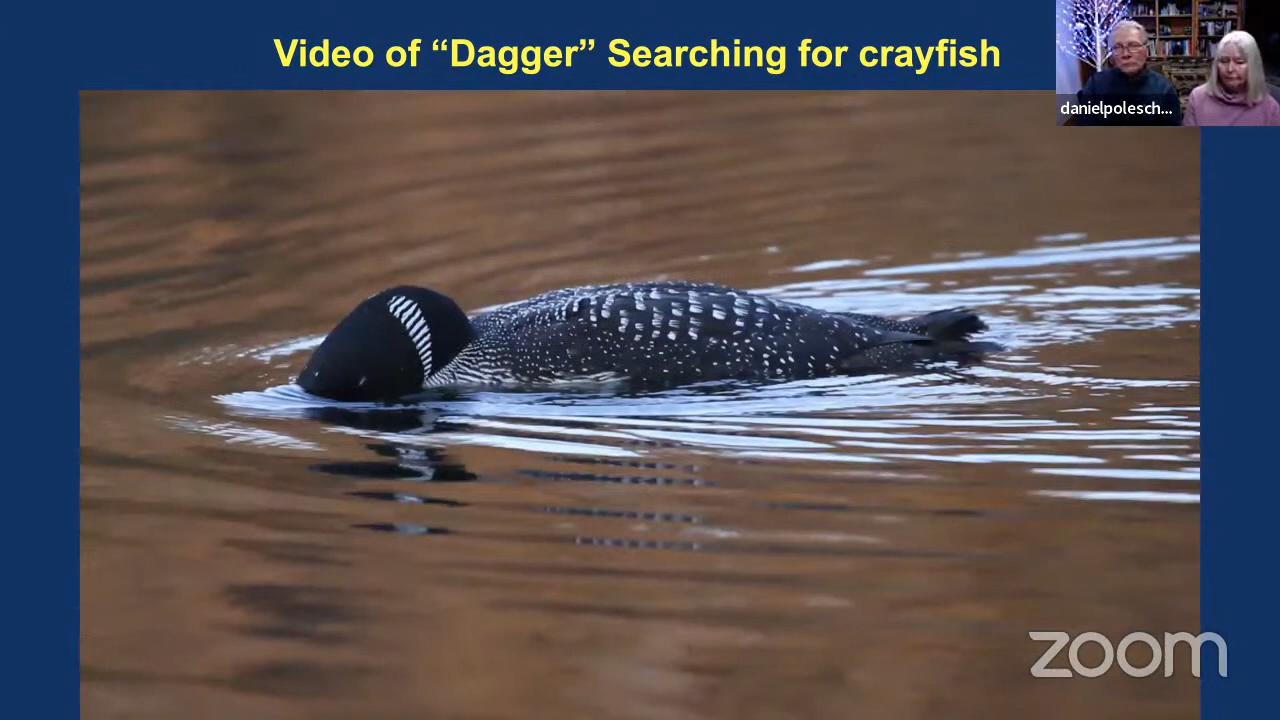 Video of “Dagger” Searching for crayfish
danielpolesch...
zoom